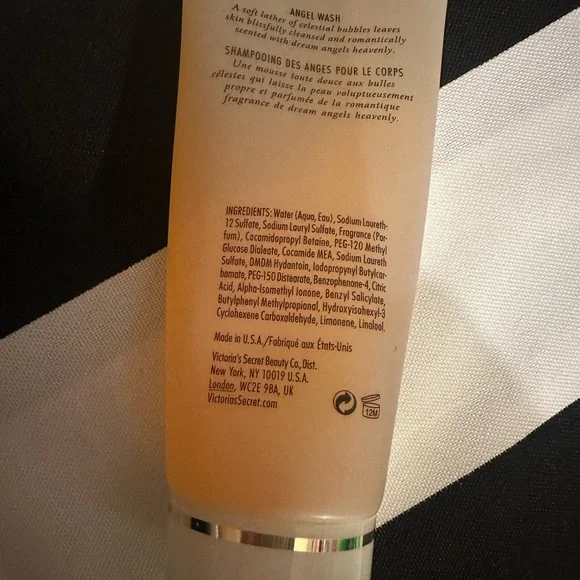 ANGEL WASH
A soft lather of celestial bubbles leaves
skin blissfully cleansed and romantically
scented with dream angels heavenly.
SHAMPOOING DES ANGES POUR LE CORPS
Une mousse toute douce aux bulles
célestes qui laisse la peau voluptueusement
propre et parfumée de la romantique
fragrance de dream angels heavenly.
INGREDIENTS: Water (Aqua, Eau), Sodium Laureth-
12 Sulfate, Sodium Lauryl Sulfate, Fragrance (Par-
fum), Cocamidopropyl Betaine, PEG-120 Methyl
Glucose Dioleate, Cocamide MEA, Sodium Laureth
Sulfate, DMDM Hydantoin, Iodopropynyl Butylcar-
bamate, PEG-150 Distearate, Benzophenone-4, Citric
Acid, Alpha-Isomethyl Ionone, Benzyl Salicylate,
Butylphenyl Methylpropional, Hydroxyisohexyl-3
Cyclohexene Carboxaldehyde, Limonene, Linalool.
Made in U.S.A./Fabriqué aux États-Unis
Victoria's Secret Beauty Co., Dist.
New York, NY 10019 U.S.A.
London, WC2E 9BA, UK
VictoriasSecret.com
12M